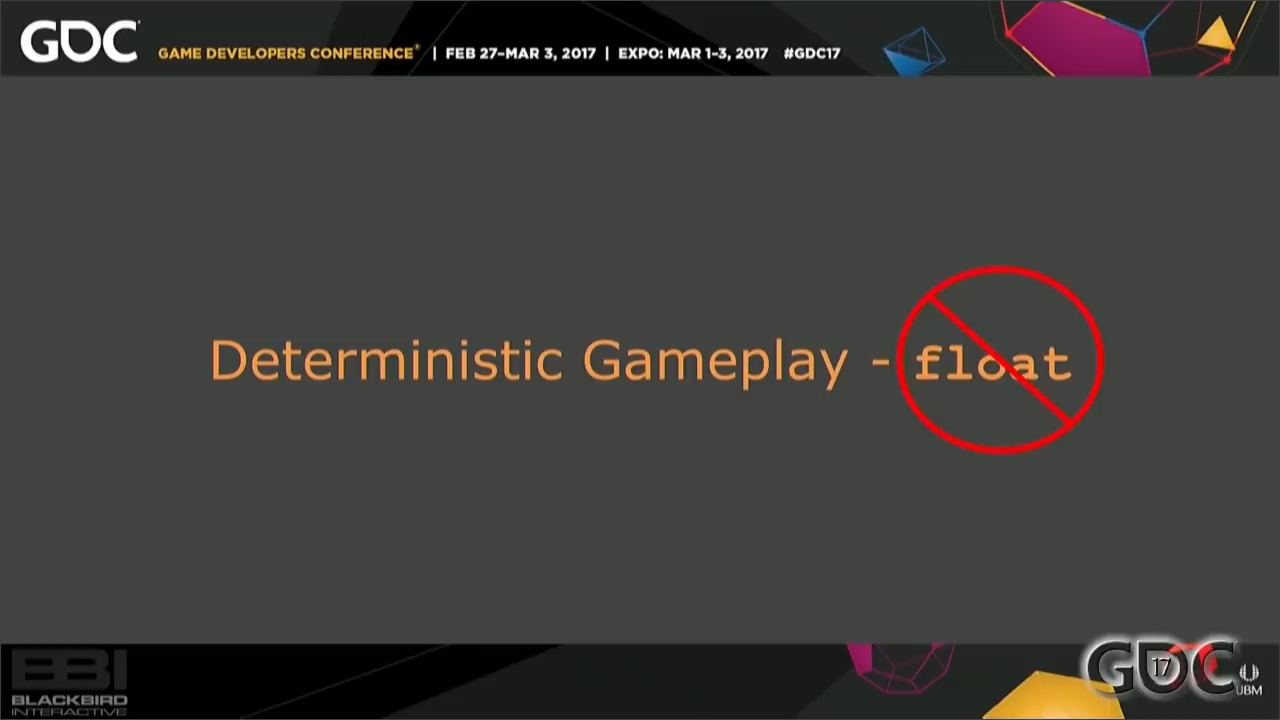 GDC GAME DEVELOPERS CONFERENCE® | FEB 27–MAR 3, 2017 | EXPO: MAR 1–3, 2017 #GDC17
Deterministic Gameplay - float
BBI
BLACKBIRD
INTERACTIVE
GDC
17
UBM